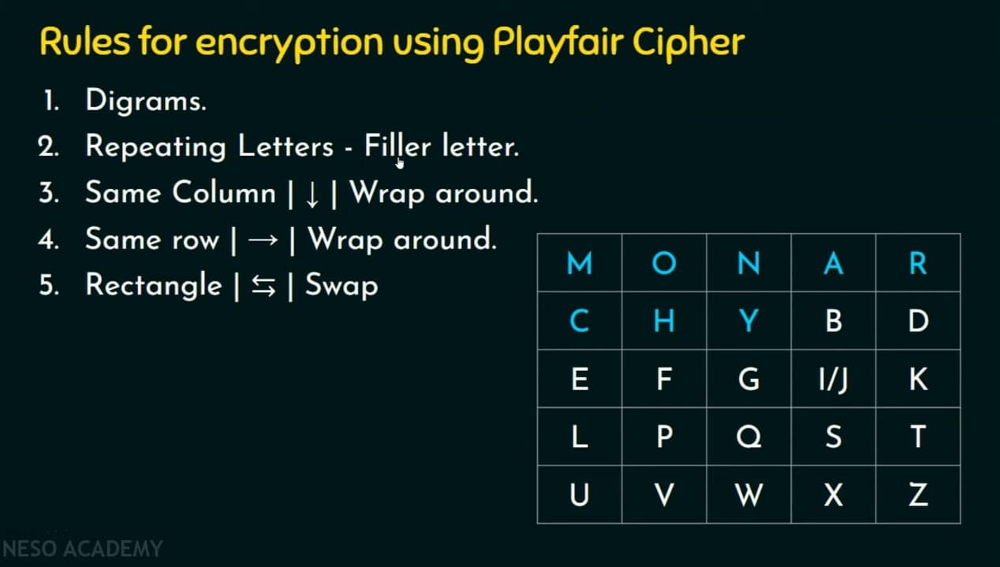 Rules for encryption using Playfair Cipher
1. Digrams.
2. Repeating Letters - Filler letter.
3. Same Column | ↓ | Wrap around.
4. Same row | → | Wrap around.
5. Rectangle | ⇆ | Swap
M O N A R
C H Y B D
E F G I/J K
L P Q S T
U V W X Z
NESO ACADEMY